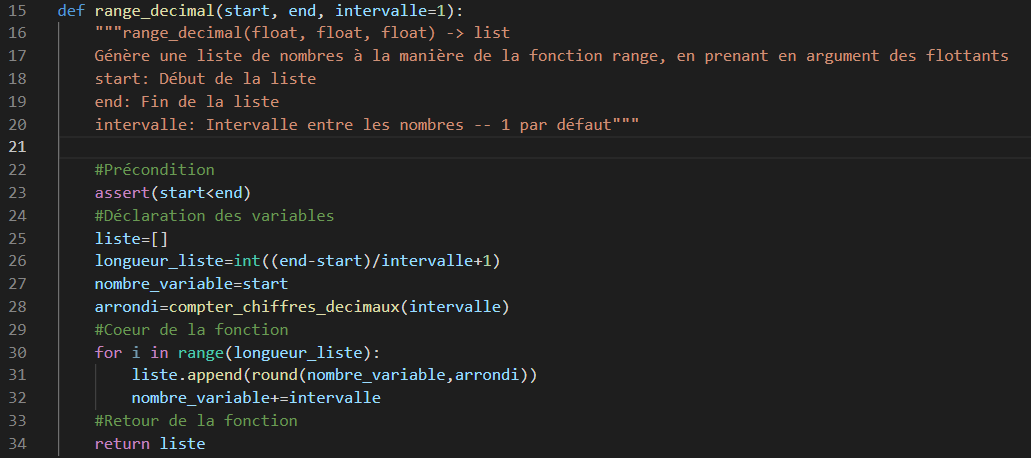 15 def range_decimal(start, end, intervalle=1):
16     """range_decimal(float, float, float) -> list
17     Génère une liste de nombres à la manière de la fonction range, en prenant en argument des flottants
18     start: Début de la liste
19     end: Fin de la liste
20     intervalle: Intervalle entre les nombres -- 1 par défaut"""
21
22     #Précondition
23     assert(start<end)
24     #Déclaration des variables
25     liste=[]
26     longueur_liste=int((end-start)/intervalle+1)
27     nombre_variable=start
28     arrondi=compter_chiffres_decimaux(intervalle)
29     #Coeur de la fonction
30     for i in range(longueur_liste):
31         liste.append(round(nombre_variable,arrondi))
32         nombre_variable+=intervalle
33     #Retour de la fonction
34     return liste